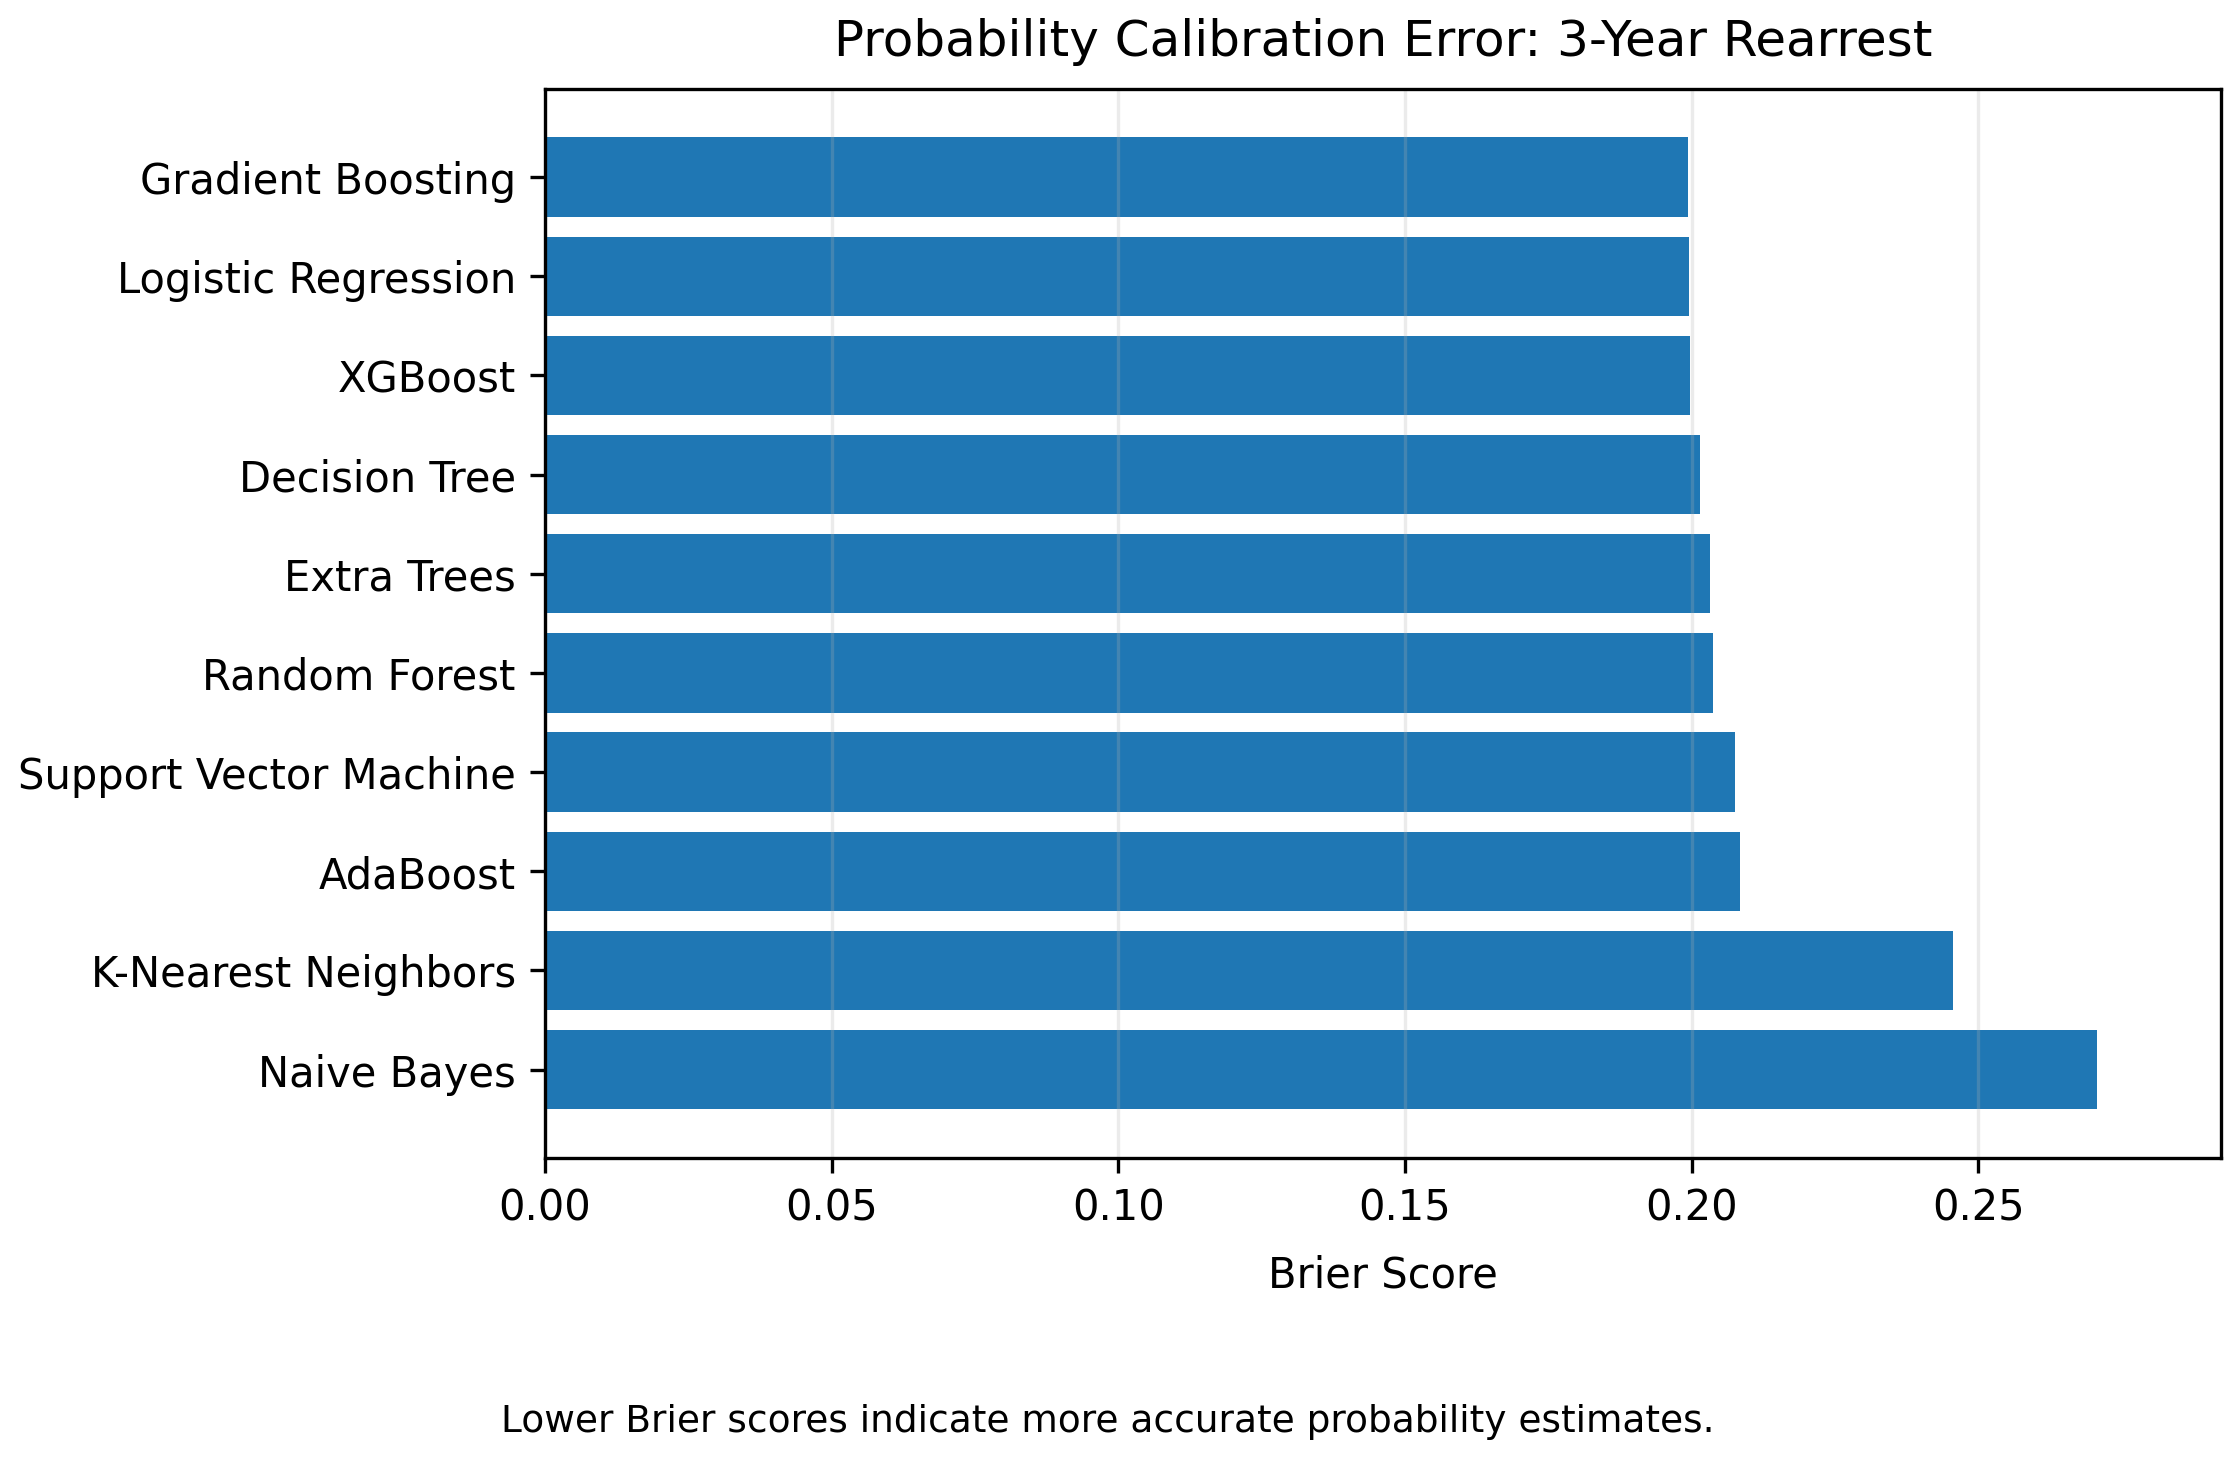 Probability Calibration Error: 3-Year Rearrest
Gradient Boosting
Logistic Regression
XGBoost
Decision Tree
Extra Trees
Random Forest
Support Vector Machine
AdaBoost
K-Nearest Neighbors
Naive Bayes
0.00 0.05 0.10 0.15 0.20 0.25
Brier Score
Lower Brier scores indicate more accurate probability estimates.